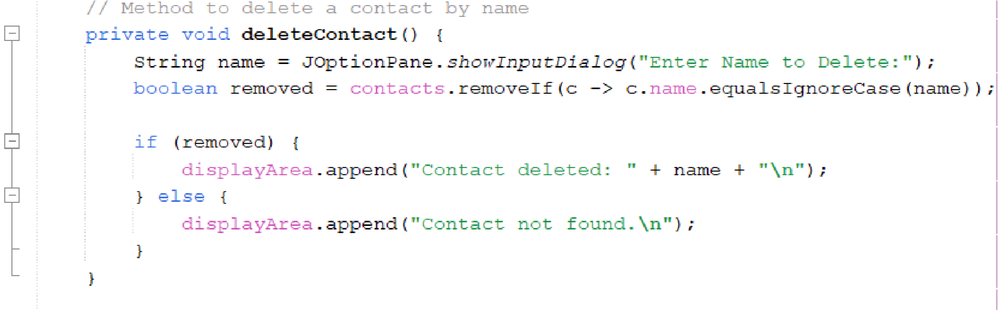 // Method to delete a contact by name
private void deleteContact() {
String name = JOptionPane.showInputDialog("Enter Name to Delete:");
boolean removed = contacts.removeIf(c -> c.name.equalsIgnoreCase(name));
if (removed) {
displayArea.append("Contact deleted: " + name + "\n");
} else {
displayArea.append("Contact not found.\n");
}
}